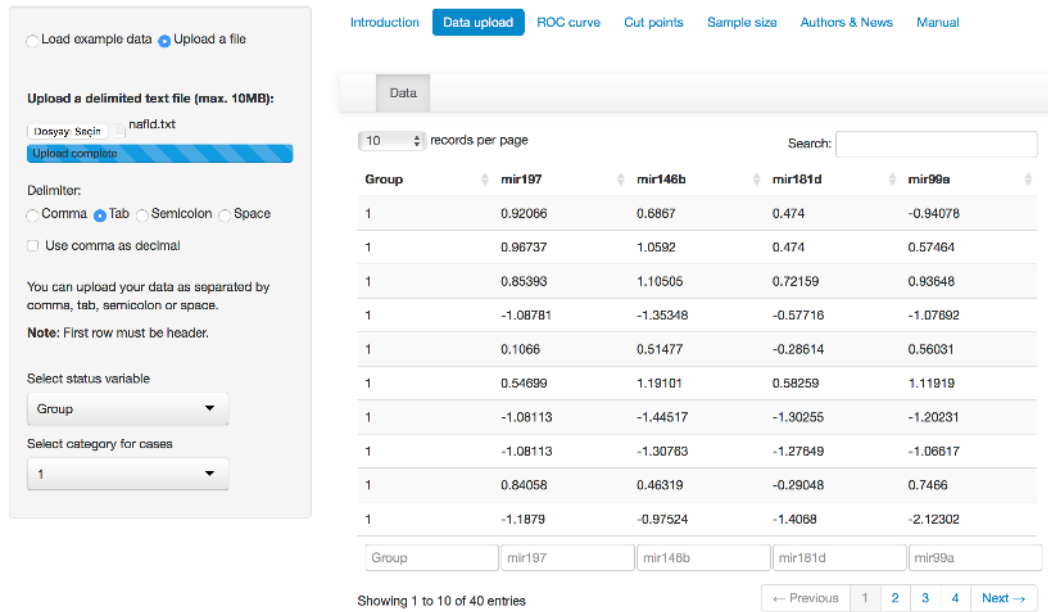 Introduction Data upload ROC curve Cut points Sample size Authors & News Manual
Load example data Upload a file
Upload a delimited text file (max. 10MB):
Dosyayı Seçin nafld.txt
Upload complete
Delimiter:
Comma Tab Semicolon Space
Use comma as decimal
You can upload your data as separated by
comma, tab, semicolon or space.
Note: First row must be header.
Select status variable
Group
Select category for cases
1
Data
10 records per page Search:
Group mir197 mir146b mir181d mir99a
1 0.92066 0.6867 0.474 -0.94078
1 0.96737 1.0592 0.474 0.57464
1 0.85393 1.10505 0.72159 0.93648
1 -1.08781 -1.35348 -0.57716 -1.07692
1 0.1066 0.51477 -0.28614 0.56031
1 0.54699 1.19101 0.58259 1.11919
1 -1.08113 -1.44517 -1.30255 -1.20231
1 -1.08113 -1.30763 -1.27649 -1.06617
1 0.84058 0.46319 -0.29048 0.7466
1 -1.1879 -0.97524 -1.4068 -2.12302
Group mir197 mir146b mir181d mir99a
Showing 1 to 10 of 40 entries ← Previous 1 2 3 4 Next →